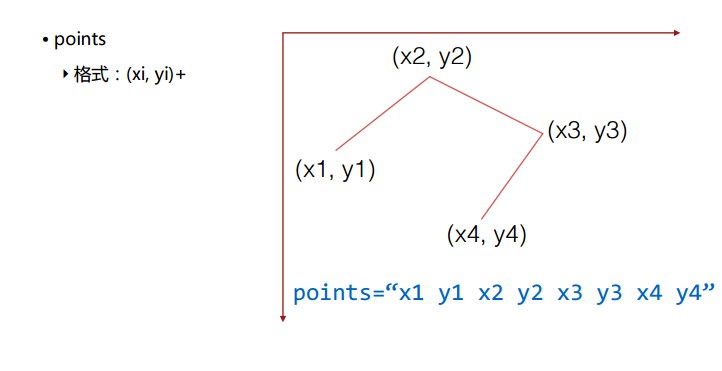 • points
‣ 格式：(xi, yi)+
(x2, y2)
(x3, y3)
(x1, y1)
(x4, y4)
points=“x1 y1 x2 y2 x3 y3 x4 y4”